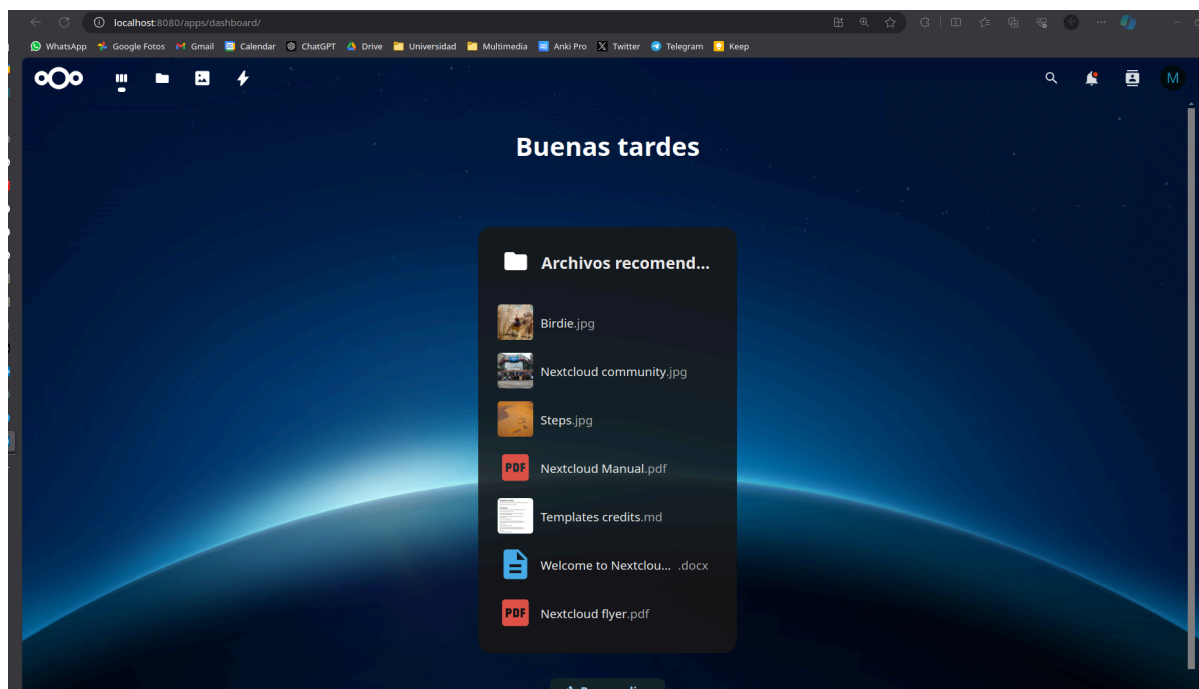 localhost:8080/apps/dashboard/
WhatsApp Google Fotos Gmail Calendar ChatGPT Drive Universidad Multimedia Anki Pro Twitter Telegram Keep
M
Buenas tardes
Archivos recomend...
Birdie.jpg
Nextcloud community.jpg
Steps.jpg
PDF Nextcloud Manual.pdf
Templates credits.md
Welcome to Nextclou... .docx
PDF Nextcloud flyer.pdf